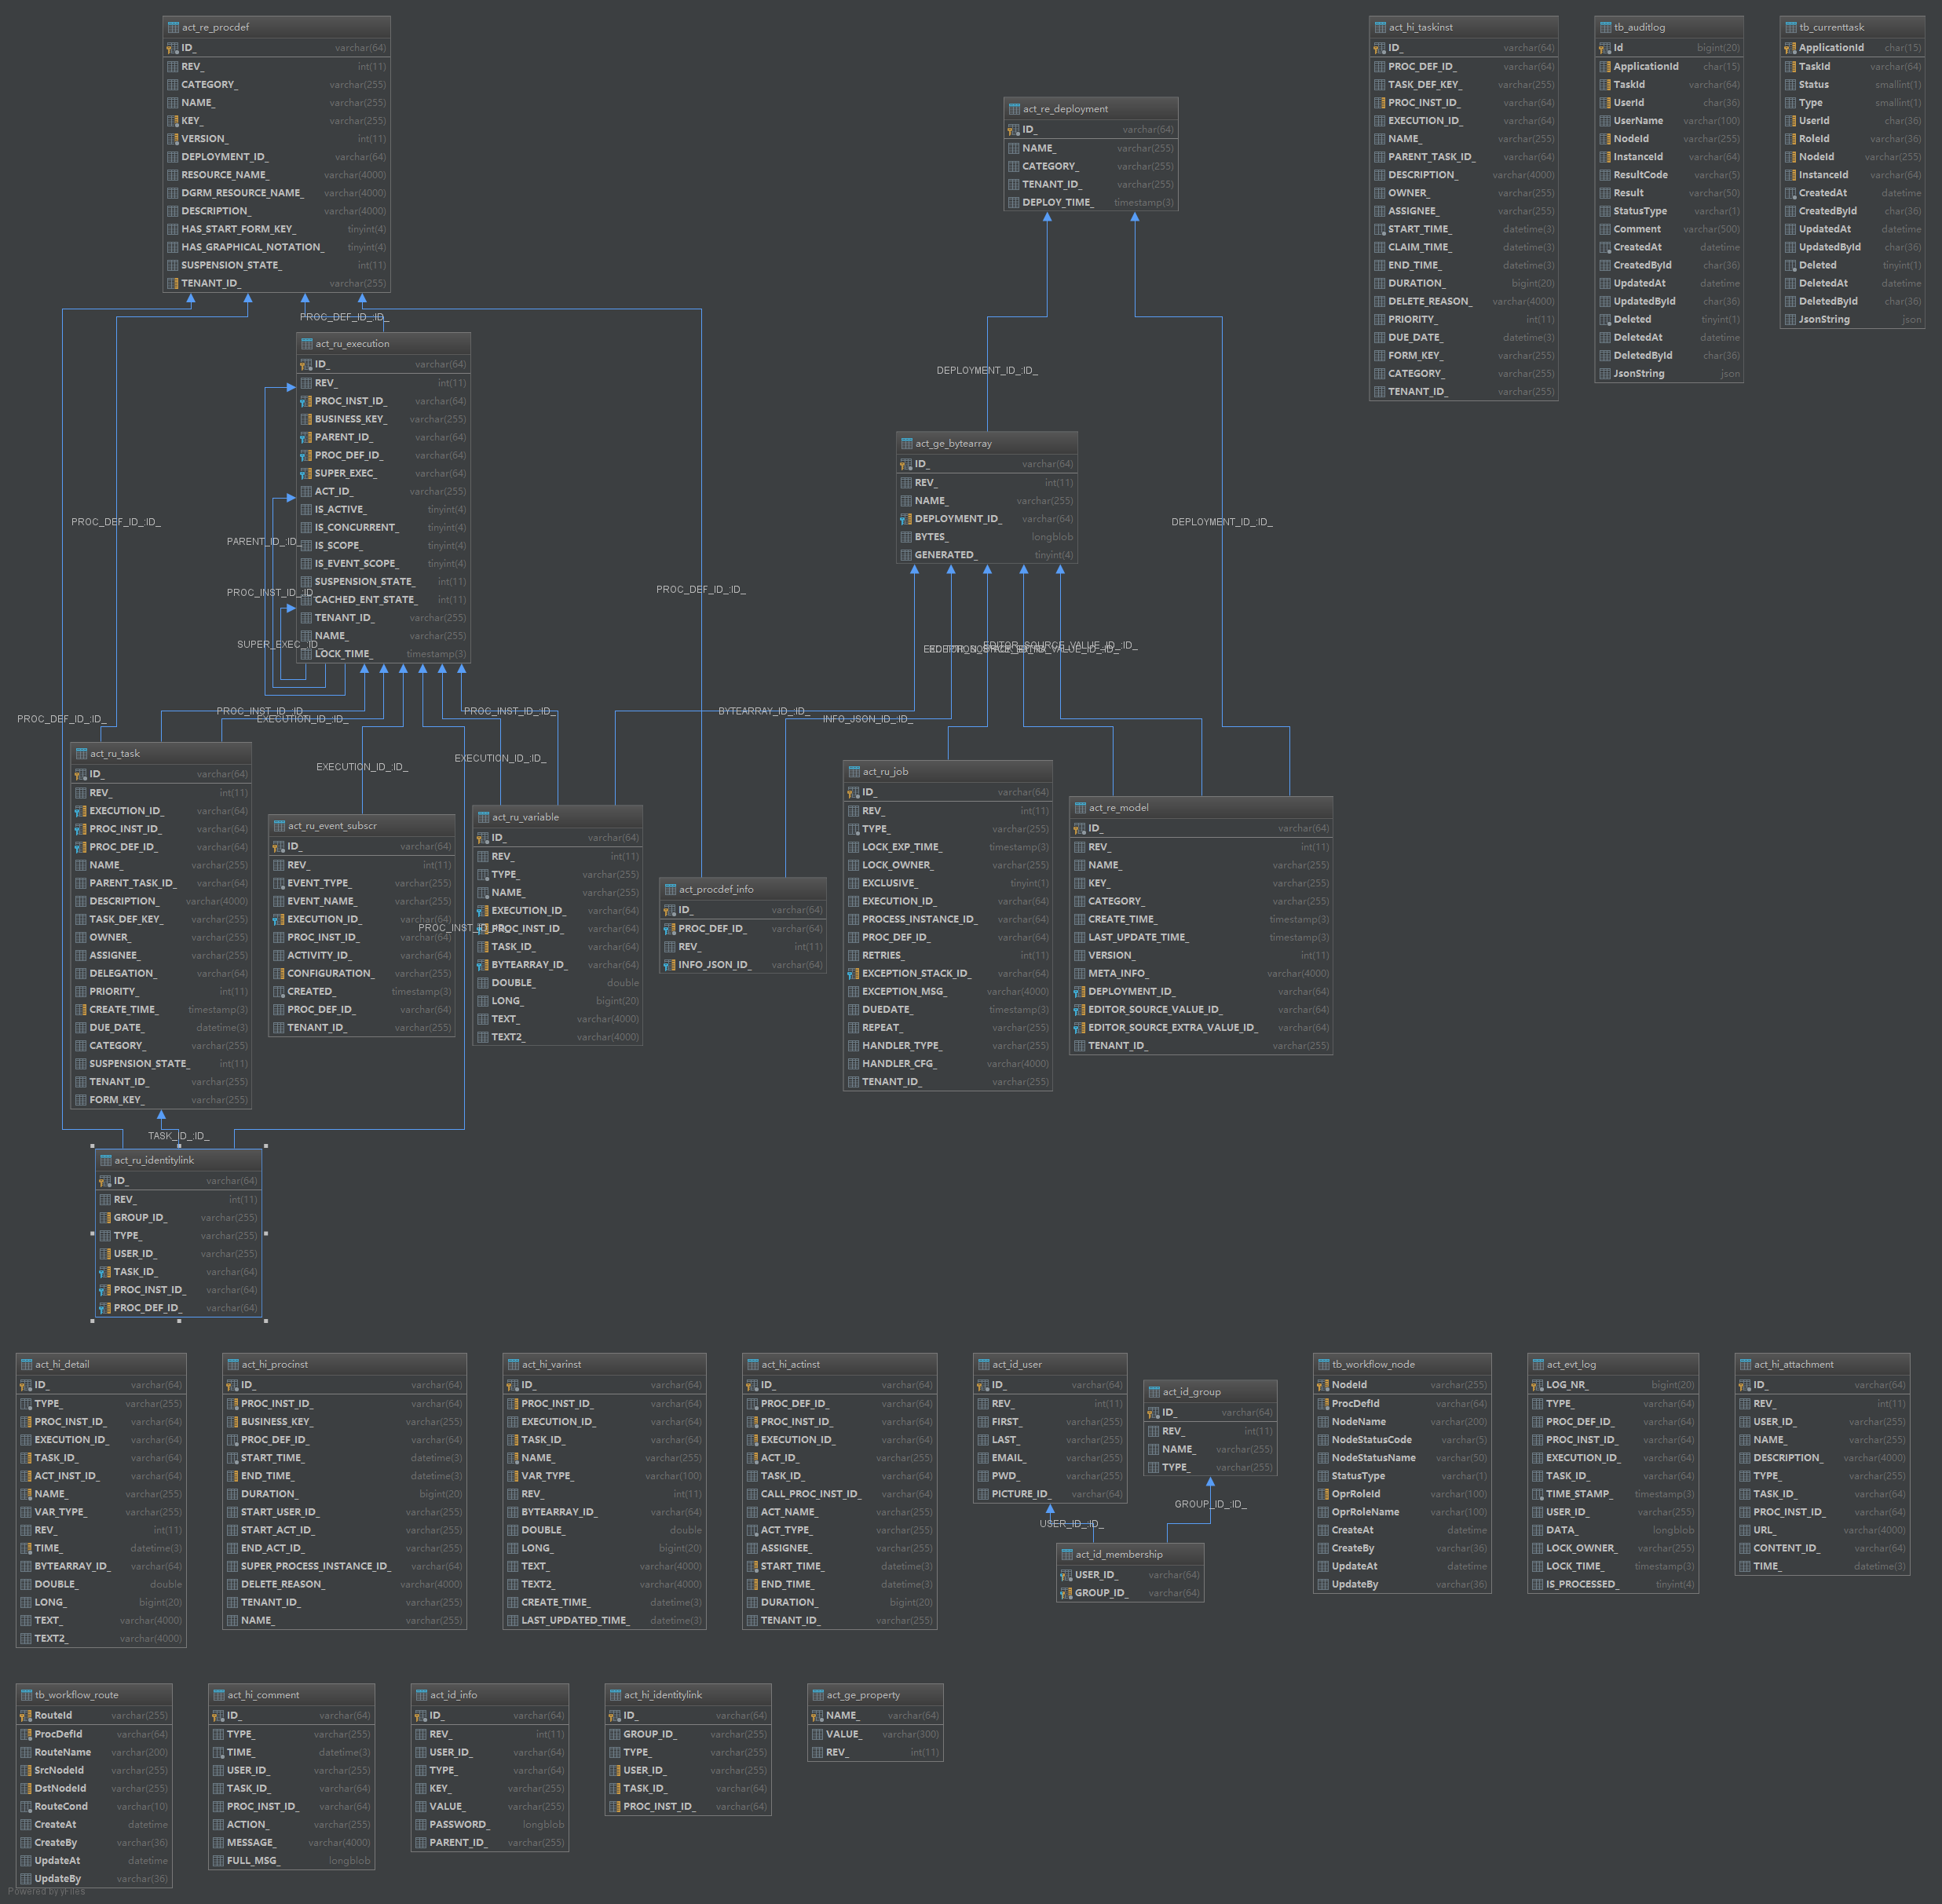 act_re_procdef
ID_ varchar(64)
REV_ int(11)
CATEGORY_ varchar(255)
NAME_ varchar(255)
KEY_ varchar(255)
VERSION_ int(11)
DEPLOYMENT_ID_ varchar(64)
RESOURCE_NAME_ varchar(4000)
DGRM_RESOURCE_NAME_ varchar(4000)
DESCRIPTION_ varchar(4000)
HAS_START_FORM_KEY_ tinyint(4)
HAS_GRAPHICAL_NOTATION_ tinyint(4)
SUSPENSION_STATE_ int(11)
TENANT_ID_ varchar(255)
act_re_deployment
ID_ varchar(64)
NAME_ varchar(255)
CATEGORY_ varchar(255)
TENANT_ID_ varchar(255)
DEPLOY_TIME_ timestamp(3)
act_hi_taskinst
ID_ varchar(64)
PROC_DEF_ID_ varchar(64)
TASK_DEF_KEY_ varchar(255)
PROC_INST_ID_ varchar(64)
EXECUTION_ID_ varchar(64)
NAME_ varchar(255)
PARENT_TASK_ID_ varchar(64)
DESCRIPTION_ varchar(4000)
OWNER_ varchar(255)
ASSIGNEE_ varchar(255)
START_TIME_ datetime(3)
CLAIM_TIME_ datetime(3)
END_TIME_ datetime(3)
DURATION_ bigint(20)
DELETE_REASON_ varchar(4000)
PRIORITY_ int(11)
DUE_DATE_ datetime(3)
FORM_KEY_ varchar(255)
CATEGORY_ varchar(255)
TENANT_ID_ varchar(255)
tb_auditlog
Id bigint(20)
ApplicationId char(15)
TaskId varchar(64)
UserId char(36)
UserName varchar(100)
NodeId varchar(255)
InstanceId varchar(64)
ResultCode varchar(5)
Result varchar(50)
StatusType varchar(1)
Comment varchar(500)
CreatedAt datetime
CreatedById char(36)
UpdatedAt datetime
UpdatedById char(36)
Deleted tinyint(1)
DeletedAt datetime
DeletedById char(36)
JsonString json
tb_currenttask
ApplicationId char(15)
TaskId varchar(64)
Status smallint(1)
Type smallint(1)
UserId char(36)
RoleId varchar(36)
NodeId varchar(255)
InstanceId varchar(64)
CreatedAt datetime
CreatedById char(36)
UpdatedAt datetime
UpdatedById char(36)
Deleted tinyint(1)
DeletedAt datetime
DeletedById char(36)
JsonString json
PROC_DEF_ID_:ID_
act_ru_execution
ID_ varchar(64)
REV_ int(11)
PROC_INST_ID_ varchar(64)
BUSINESS_KEY_ varchar(255)
PARENT_ID_ varchar(64)
PROC_DEF_ID_ varchar(64)
SUPER_EXEC_ varchar(64)
ACT_ID_ varchar(255)
IS_ACTIVE_ tinyint(4)
IS_CONCURRENT_ tinyint(4)
IS_SCOPE_ tinyint(4)
IS_EVENT_SCOPE_ tinyint(4)
SUSPENSION_STATE_ int(11)
CACHED_ENT_STATE_ int(11)
TENANT_ID_ varchar(255)
NAME_ varchar(255)
LOCK_TIME_ timestamp(3)
PROC_DEF_ID_:ID_
PARENT_ID_:ID_
PROC_INST_ID_:ID_
SUPER_EXEC_:ID_
PROC_DEF_ID_:ID_
DEPLOYMENT_ID_:ID_
DEPLOYMENT_ID_:ID_
act_ge_bytearray
ID_ varchar(64)
REV_ int(11)
NAME_ varchar(255)
DEPLOYMENT_ID_ varchar(64)
BYTES_ longblob
GENERATED_ tinyint(4)
EDITOR_SOURCE_VALUE_ID_:ID_
PROC_DEF_ID_:ID_
PROC_INST_ID_:ID_
EXECUTION_ID_:ID_
PROC_INST_ID_:ID_
BYTEARRAY_ID_:ID_
INFO_JSON_ID_:ID_
EXECUTION_ID_:ID_
EXECUTION_ID_:ID_
act_ru_task
ID_ varchar(64)
REV_ int(11)
EXECUTION_ID_ varchar(64)
PROC_INST_ID_ varchar(64)
PROC_DEF_ID_ varchar(64)
NAME_ varchar(255)
PARENT_TASK_ID_ varchar(64)
DESCRIPTION_ varchar(4000)
TASK_DEF_KEY_ varchar(255)
OWNER_ varchar(255)
ASSIGNEE_ varchar(255)
DELEGATION_ varchar(64)
PRIORITY_ int(11)
CREATE_TIME_ timestamp(3)
DUE_DATE_ datetime(3)
CATEGORY_ varchar(255)
SUSPENSION_STATE_ int(11)
TENANT_ID_ varchar(255)
FORM_KEY_ varchar(255)
act_ru_event_subscr
ID_ varchar(64)
REV_ int(11)
EVENT_TYPE_ varchar(255)
EVENT_NAME_ varchar(255)
EXECUTION_ID_ varchar(64)
PROC_INST_ID_ varchar(64)
ACTIVITY_ID_ varchar(64)
CONFIGURATION_ varchar(255)
CREATED_ timestamp(3)
PROC_DEF_ID_ varchar(64)
TENANT_ID_ varchar(255)
act_ru_variable
ID_ varchar(64)
REV_ int(11)
TYPE_ varchar(255)
NAME_ varchar(255)
EXECUTION_ID_ varchar(64)
PROC_INST_ID_ varchar(64)
TASK_ID_ varchar(64)
BYTEARRAY_ID_ varchar(64)
DOUBLE_ double
LONG_ bigint(20)
TEXT_ varchar(4000)
TEXT2_ varchar(4000)
act_procdef_info
ID_ varchar(64)
PROC_DEF_ID_ varchar(64)
REV_ int(11)
INFO_JSON_ID_ varchar(64)
act_ru_job
ID_ varchar(64)
REV_ int(11)
TYPE_ varchar(255)
LOCK_EXP_TIME_ timestamp(3)
LOCK_OWNER_ varchar(255)
EXCLUSIVE_ tinyint(1)
EXECUTION_ID_ varchar(64)
PROCESS_INSTANCE_ID_ varchar(64)
PROC_DEF_ID_ varchar(64)
RETRIES_ int(11)
EXCEPTION_STACK_ID_ varchar(64)
EXCEPTION_MSG_ varchar(4000)
DUEDATE_ timestamp(3)
REPEAT_ varchar(255)
HANDLER_TYPE_ varchar(255)
HANDLER_CFG_ varchar(4000)
TENANT_ID_ varchar(255)
act_re_model
ID_ varchar(64)
REV_ int(11)
NAME_ varchar(255)
KEY_ varchar(255)
CATEGORY_ varchar(255)
CREATE_TIME_ timestamp(3)
LAST_UPDATE_TIME_ timestamp(3)
VERSION_ int(11)
META_INFO_ varchar(4000)
DEPLOYMENT_ID_ varchar(64)
EDITOR_SOURCE_VALUE_ID_ varchar(64)
EDITOR_SOURCE_EXTRA_VALUE_ID_ varchar(64)
TENANT_ID_ varchar(255)
TASK_ID_:ID_
act_ru_identitylink
ID_ varchar(64)
REV_ int(11)
GROUP_ID_ varchar(255)
TYPE_ varchar(255)
USER_ID_ varchar(255)
TASK_ID_ varchar(64)
PROC_INST_ID_ varchar(64)
PROC_DEF_ID_ varchar(64)
act_hi_detail
ID_ varchar(64)
TYPE_ varchar(255)
PROC_INST_ID_ varchar(64)
EXECUTION_ID_ varchar(64)
TASK_ID_ varchar(64)
ACT_INST_ID_ varchar(64)
NAME_ varchar(255)
VAR_TYPE_ varchar(255)
REV_ int(11)
TIME_ datetime(3)
BYTEARRAY_ID_ varchar(64)
DOUBLE_ double
LONG_ bigint(20)
TEXT_ varchar(4000)
TEXT2_ varchar(4000)
act_hi_procinst
ID_ varchar(64)
PROC_INST_ID_ varchar(64)
BUSINESS_KEY_ varchar(255)
PROC_DEF_ID_ varchar(64)
START_TIME_ datetime(3)
END_TIME_ datetime(3)
DURATION_ bigint(20)
START_USER_ID_ varchar(255)
START_ACT_ID_ varchar(255)
END_ACT_ID_ varchar(255)
SUPER_PROCESS_INSTANCE_ID_ varchar(64)
DELETE_REASON_ varchar(4000)
TENANT_ID_ varchar(255)
NAME_ varchar(255)
act_hi_varinst
ID_ varchar(64)
PROC_INST_ID_ varchar(64)
EXECUTION_ID_ varchar(64)
TASK_ID_ varchar(64)
NAME_ varchar(255)
VAR_TYPE_ varchar(100)
REV_ int(11)
BYTEARRAY_ID_ varchar(64)
DOUBLE_ double
LONG_ bigint(20)
TEXT_ varchar(4000)
TEXT2_ varchar(4000)
CREATE_TIME_ datetime(3)
LAST_UPDATED_TIME_ datetime(3)
act_hi_actinst
ID_ varchar(64)
PROC_DEF_ID_ varchar(64)
PROC_INST_ID_ varchar(64)
EXECUTION_ID_ varchar(64)
ACT_ID_ varchar(255)
TASK_ID_ varchar(64)
CALL_PROC_INST_ID_ varchar(64)
ACT_NAME_ varchar(255)
ACT_TYPE_ varchar(255)
ASSIGNEE_ varchar(255)
START_TIME_ datetime(3)
END_TIME_ datetime(3)
DURATION_ bigint(20)
TENANT_ID_ varchar(255)
act_id_user
ID_ varchar(64)
REV_ int(11)
FIRST_ varchar(255)
LAST_ varchar(255)
EMAIL_ varchar(255)
PWD_ varchar(255)
PICTURE_ID_ varchar(64)
act_id_group
ID_ varchar(64)
REV_ int(11)
NAME_ varchar(255)
TYPE_ varchar(255)
GROUP_ID_:ID_
USER_ID_:ID_
act_id_membership
USER_ID_ varchar(64)
GROUP_ID_ varchar(64)
tb_workflow_node
NodeId varchar(255)
ProcDefId varchar(64)
NodeName varchar(200)
NodeStatusCode varchar(5)
NodeStatusName varchar(50)
StatusType varchar(1)
OprRoleId varchar(100)
OprRoleName varchar(100)
CreateAt datetime
CreateBy varchar(36)
UpdateAt datetime
UpdateBy varchar(36)
act_evt_log
LOG_NR_ bigint(20)
TYPE_ varchar(64)
PROC_DEF_ID_ varchar(64)
PROC_INST_ID_ varchar(64)
EXECUTION_ID_ varchar(64)
TASK_ID_ varchar(64)
TIME_STAMP_ timestamp(3)
USER_ID_ varchar(255)
DATA_ longblob
LOCK_OWNER_ varchar(255)
LOCK_TIME_ timestamp(3)
IS_PROCESSED_ tinyint(4)
act_hi_attachment
ID_ varchar(64)
REV_ int(11)
USER_ID_ varchar(255)
NAME_ varchar(255)
DESCRIPTION_ varchar(4000)
TYPE_ varchar(255)
TASK_ID_ varchar(64)
PROC_INST_ID_ varchar(64)
URL_ varchar(4000)
CONTENT_ID_ varchar(64)
TIME_ datetime(3)
tb_workflow_route
RouteId varchar(255)
ProcDefId varchar(64)
RouteName varchar(200)
SrcNodeId varchar(255)
DstNodeId varchar(255)
RouteCond varchar(10)
CreateAt datetime
CreateBy varchar(36)
UpdateAt datetime
UpdateBy varchar(36)
act_hi_comment
ID_ varchar(64)
TYPE_ varchar(255)
TIME_ datetime(3)
USER_ID_ varchar(255)
TASK_ID_ varchar(64)
PROC_INST_ID_ varchar(64)
ACTION_ varchar(255)
MESSAGE_ varchar(4000)
FULL_MSG_ longblob
act_id_info
ID_ varchar(64)
REV_ int(11)
USER_ID_ varchar(64)
TYPE_ varchar(64)
KEY_ varchar(255)
VALUE_ varchar(255)
PASSWORD_ longblob
PARENT_ID_ varchar(255)
act_hi_identitylink
ID_ varchar(64)
GROUP_ID_ varchar(255)
TYPE_ varchar(255)
USER_ID_ varchar(255)
TASK_ID_ varchar(64)
PROC_INST_ID_ varchar(64)
act_ge_property
NAME_ varchar(64)
VALUE_ varchar(300)
REV_ int(11)
Powered by yFiles